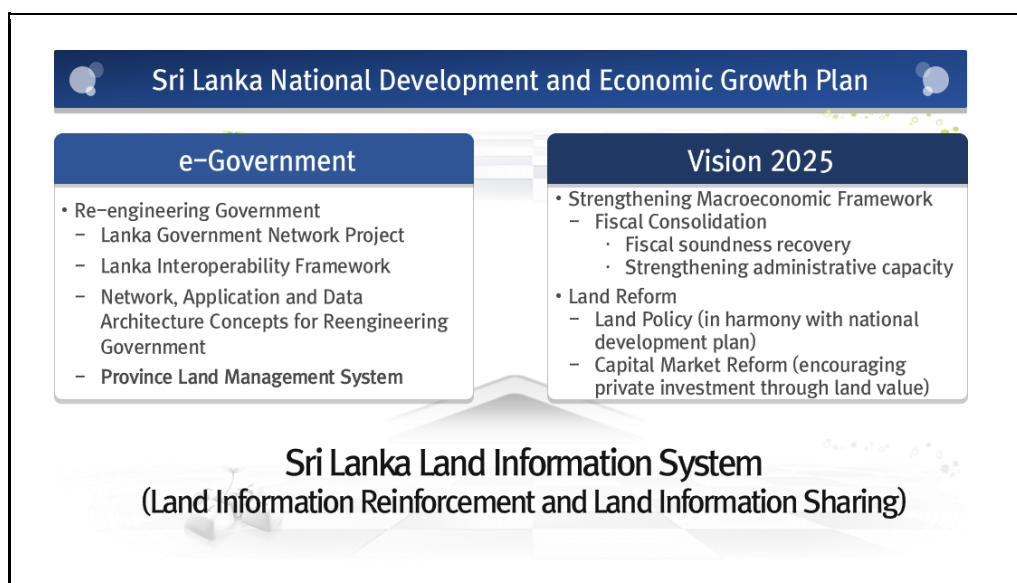 Sri Lanka National Development and Economic Growth Plan
e-Government
• Re-engineering Government
– Lanka Government Network Project
– Lanka Interoperability Framework
– Network, Application and Data
Architecture Concepts for Reengineering
Government
– Province Land Management System
Vision 2025
• Strengthening Macroeconomic Framework
– Fiscal Consolidation
· Fiscal soundness recovery
· Strengthening administrative capacity
• Land Reform
– Land Policy (in harmony with national
development plan)
– Capital Market Reform (encouraging
private investment through land value)
Sri Lanka Land Information System
(Land Information Reinforcement and Land Information Sharing)